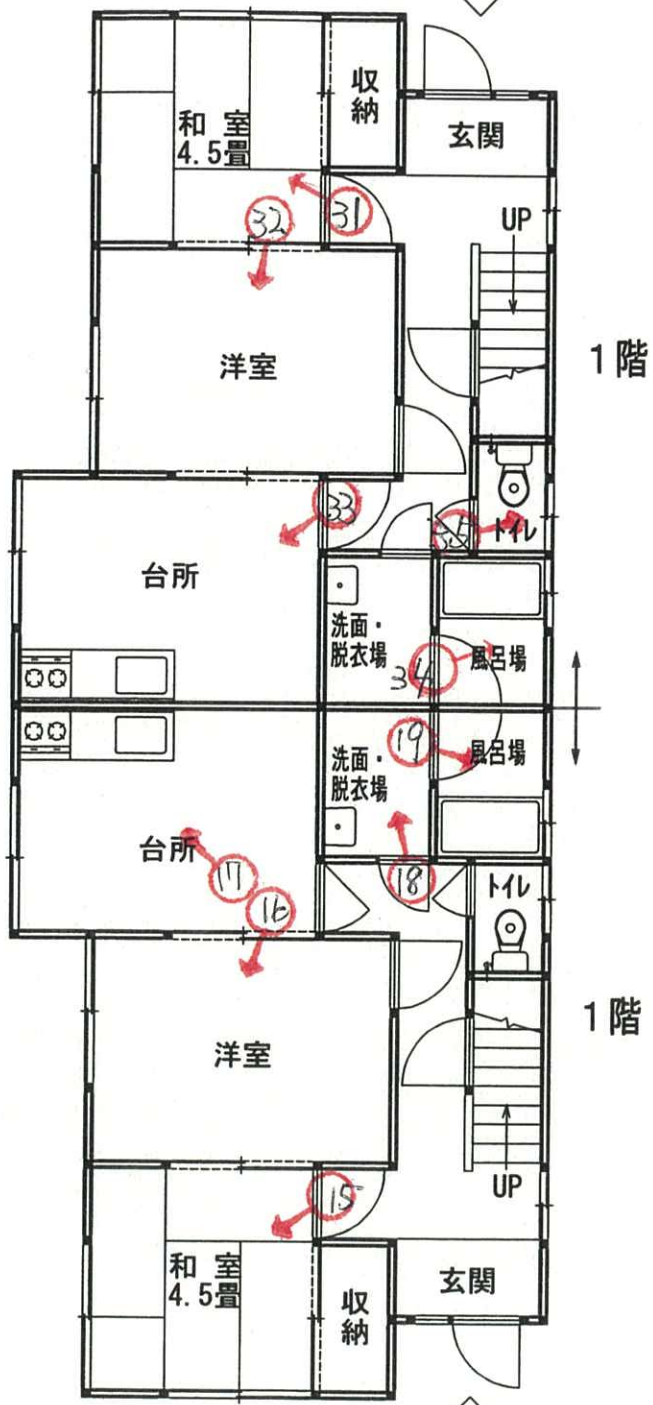 収納
和室
4.5畳
玄関
31
32
UP
洋室
1階
33
35
トイレ
台所
洗面・
脱衣場
34
風呂場
19
風呂場
洗面・
脱衣場
台所
17
18
トイレ
16
洋室
1階
UP
15
和室
4.5畳
玄関
収納